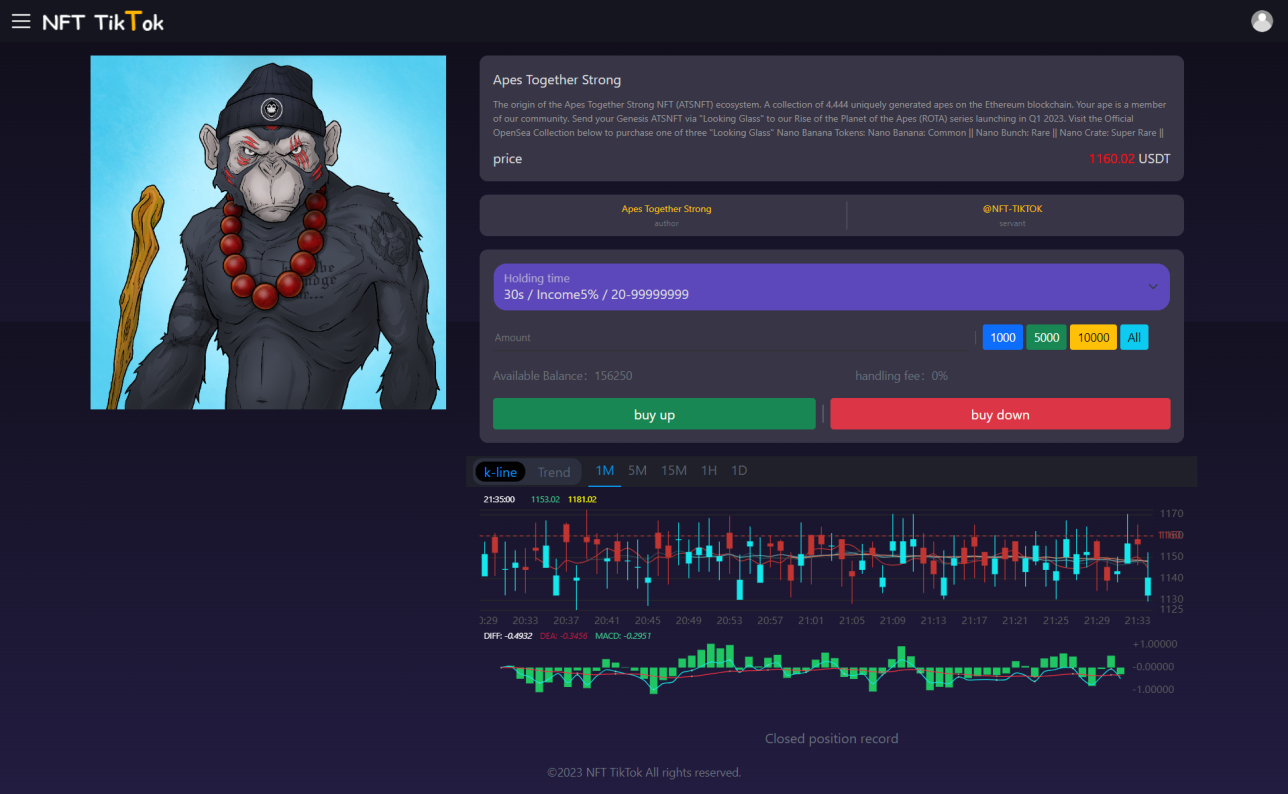 NFT TikTok
Apes Together Strong
The origin of the Apes Together Strong NFT (ATSNFT) ecosystem. A collection of 4,444 uniquely generated apes on the Ethereum blockchain. Your ape is a member
of our community. Send your Genesis ATSNFT via "Looking Glass" to our Rise of the Planet of the Apes (ROTA) series launching in Q1 2023. Visit the Official
OpenSea Collection below to purchase one of three "Looking Glass" Nano Banana Tokens: Nano Banana: Common || Nano Bunch: Rare || Nano Crate: Super Rare ||
price 1160.02 USDT
Apes Together Strong @NFT-TIKTOK
author servant
Holding time
30s / Income5% / 20-99999999
Amount 1000 5000 10000 All
Available Balance: 156250 handling fee: 0%
buy up buy down
k-line Trend 1M 5M 15M 1H 1D
21:35:00 1153.02 1181.02
1170
1150
1140
1130
1125
0:29 20:33 20:37 20:41 20:45 20:49 20:53 20:57 21:01 21:05 21:09 21:13 21:17 21:21 21:25 21:29 21:33
DIFF: -0.4932 DEA: -0.3456 MACD: -0.2951
+1.00000
-0.00000
-1.00000
Closed position record
©2023 NFT TikTok All rights reserved.